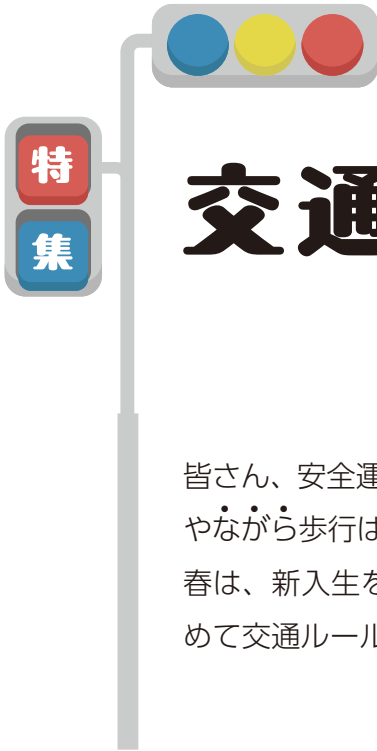 特
集
交通
皆さん、安全運
やながら歩行は
春は、新入生を
めて交通ルール